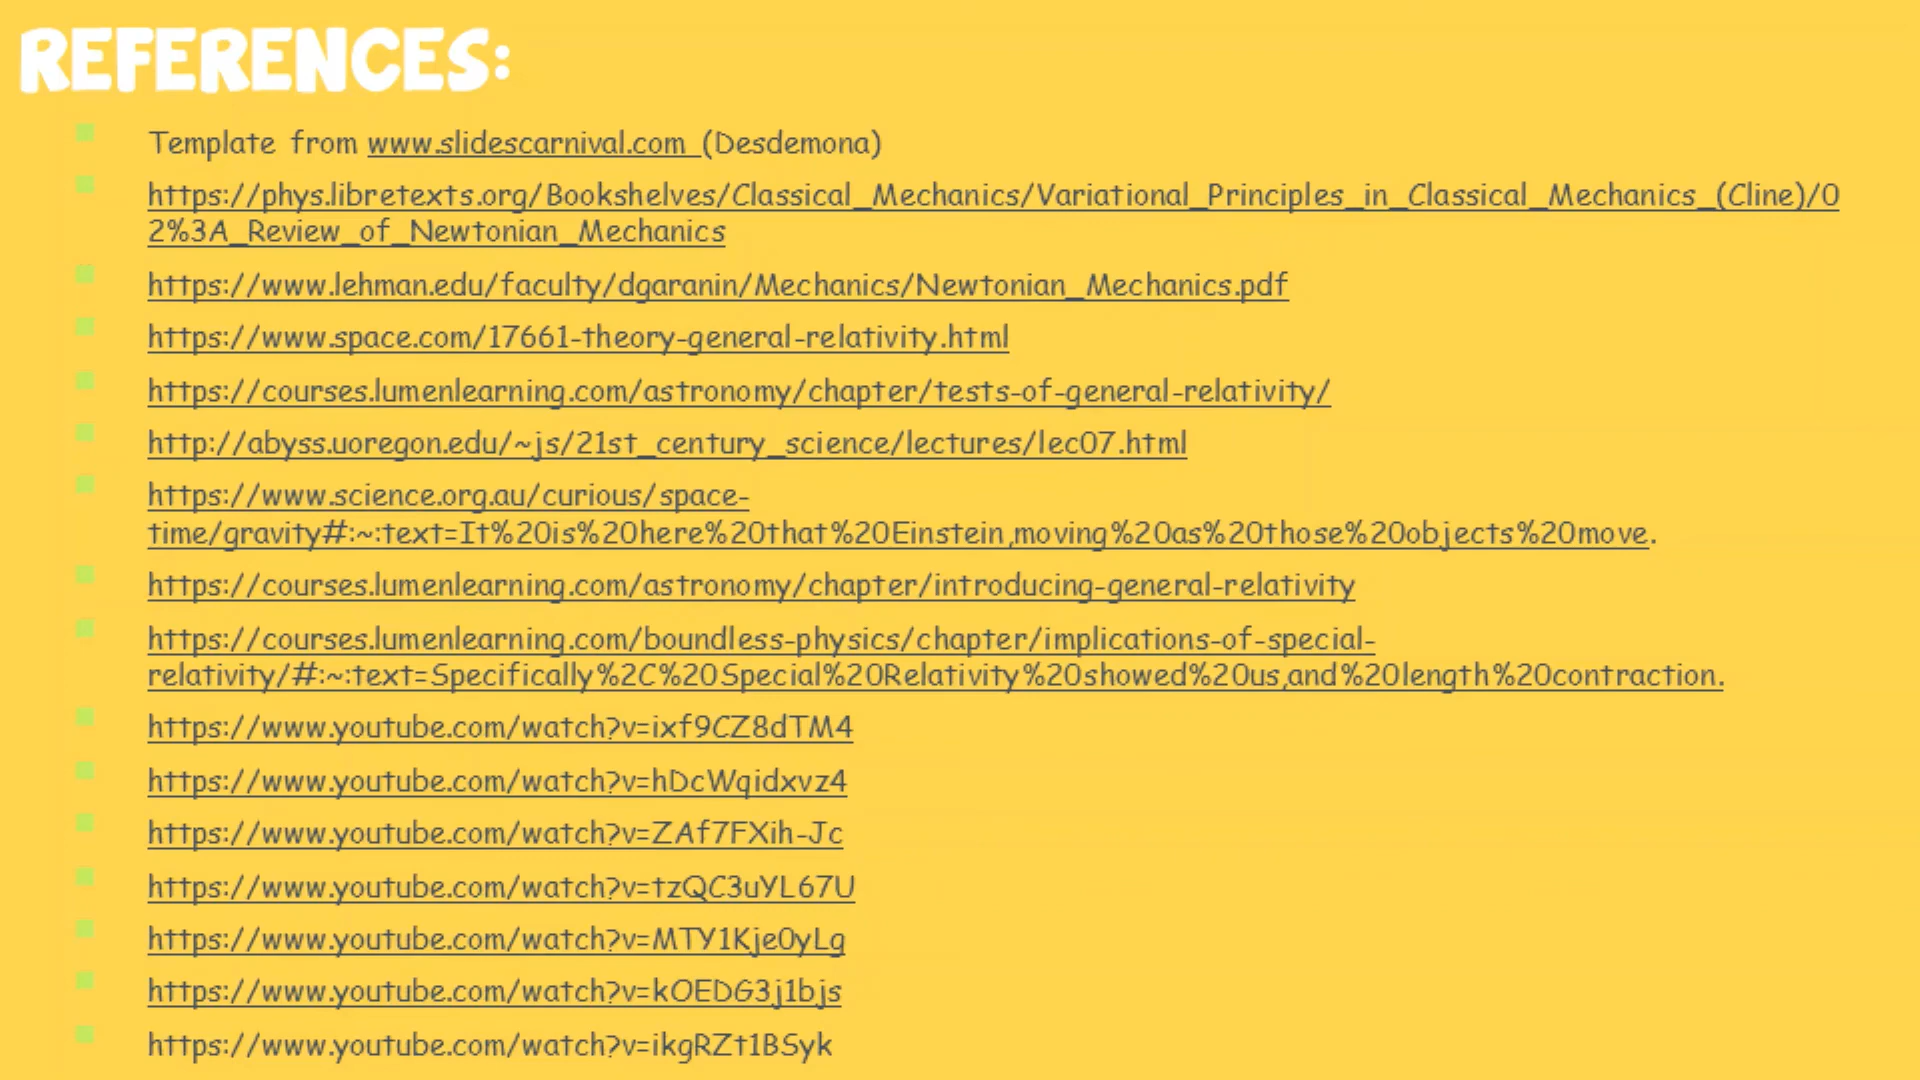 REFERENCES:
Template from www.slidescarnival.com (Desdemona)
https://phys.libretexts.org/Bookshelves/Classical_Mechanics/Variational_Principles_in_Classical_Mechanics_(Cline)/0
2%3A_Review_of_Newtonian_Mechanics
https://www.lehman.edu/faculty/dgaranin/Mechanics/Newtonian_Mechanics.pdf
https://www.space.com/17661-theory-general-relativity.html
https://courses.lumenlearning.com/astronomy/chapter/tests-of-general-relativity/
http://abyss.uoregon.edu/~js/21st_century_science/lectures/lec07.html
https://www.science.org.au/curious/space-
time/gravity#:~:text=It%20is%20here%20that%20Einstein,moving%20as%20those%20objects%20move.
https://courses.lumenlearning.com/astronomy/chapter/introducing-general-relativity
https://courses.lumenlearning.com/boundless-physics/chapter/implications-of-special-
relativity/#:~:text=Specifically%2C%20Special%20Relativity%20showed%20us,and%20length%20contraction.
https://www.youtube.com/watch?v=ixf9CZ8dTM4
https://www.youtube.com/watch?v=hDcWqidxvz4
https://www.youtube.com/watch?v=ZAf7FXih-Jc
https://www.youtube.com/watch?v=tzQC3uYL67U
https://www.youtube.com/watch?v=MTY1Kje0yLg
https://www.youtube.com/watch?v=kOEDG3j1bjs
https://www.youtube.com/watch?v=ikgRZt1BSyk